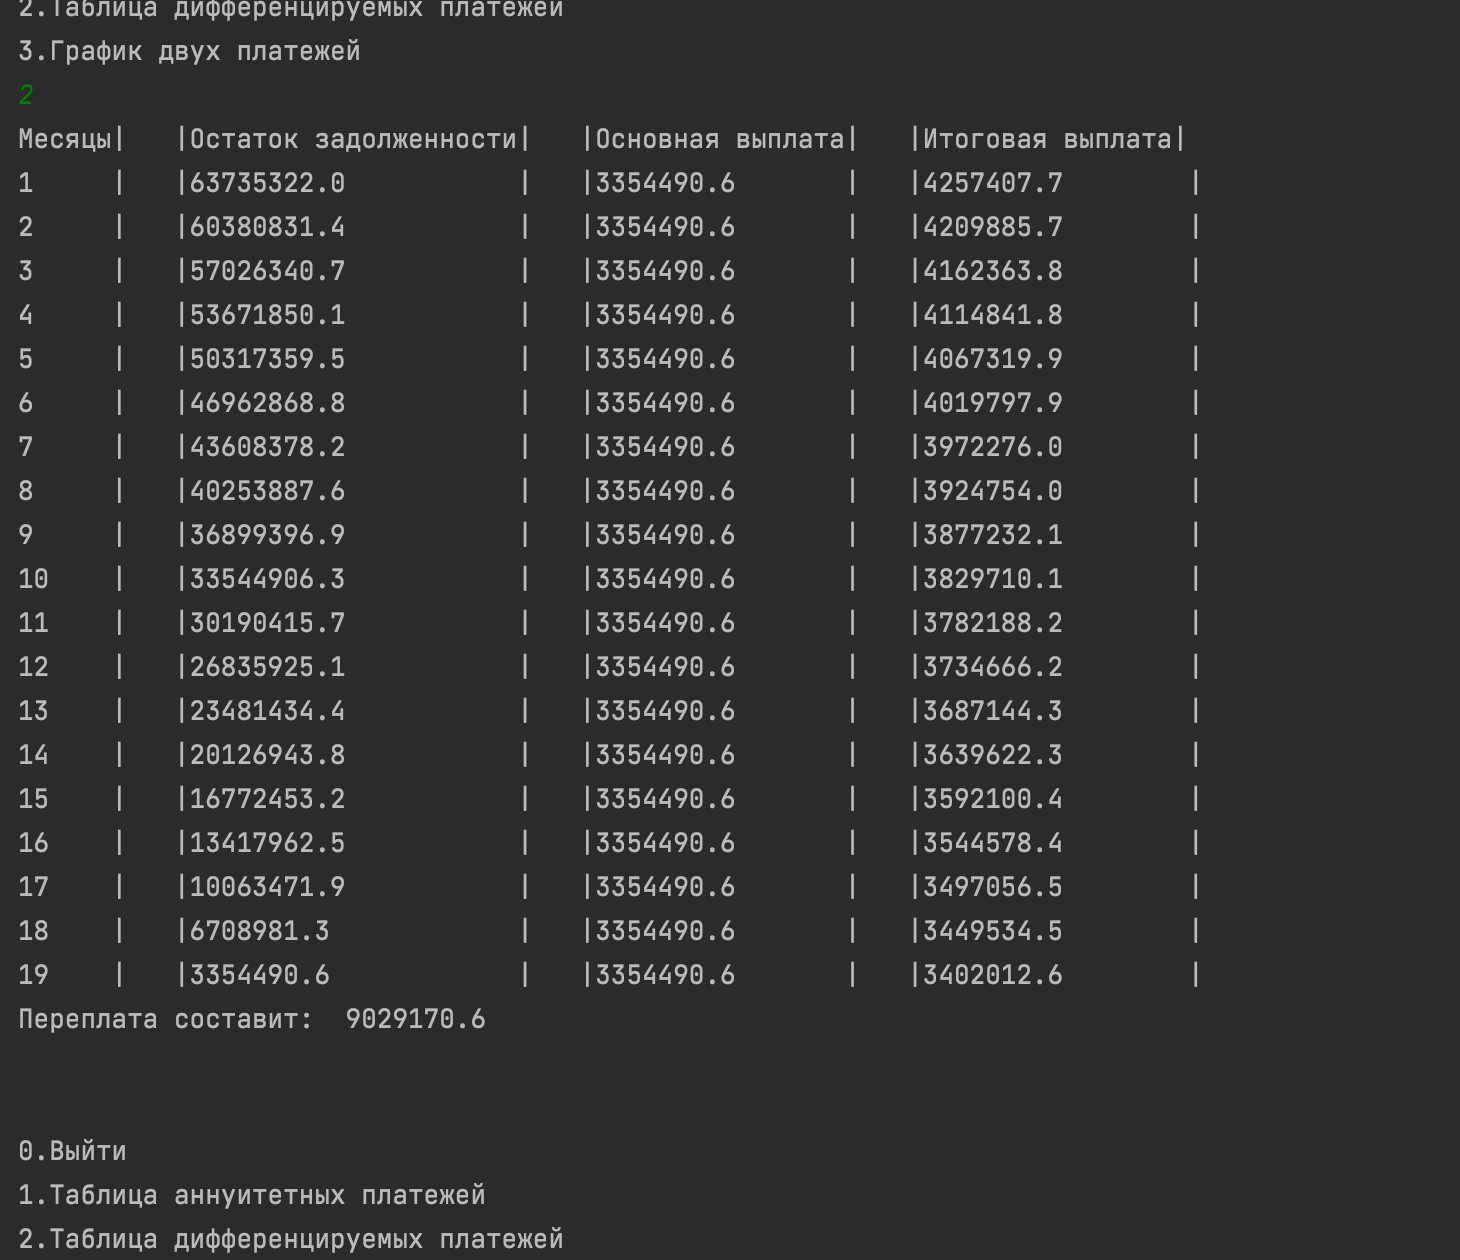 2.Таблица дифференцируемых платежей
3.График двух платежей
2
Месяцы|   |Остаток задолженности|   |Основная выплата|   |Итоговая выплата|
1     |   |63735322.0           |   |3354490.6       |   |4257407.7        |
2     |   |60380831.4           |   |3354490.6       |   |4209885.7        |
3     |   |57026340.7           |   |3354490.6       |   |4162363.8        |
4     |   |53671850.1           |   |3354490.6       |   |4114841.8        |
5     |   |50317359.5           |   |3354490.6       |   |4067319.9        |
6     |   |46962868.8           |   |3354490.6       |   |4019797.9        |
7     |   |43608378.2           |   |3354490.6       |   |3972276.0        |
8     |   |40253887.6           |   |3354490.6       |   |3924754.0        |
9     |   |36899396.9           |   |3354490.6       |   |3877232.1        |
10    |   |33544906.3           |   |3354490.6       |   |3829710.1        |
11    |   |30190415.7           |   |3354490.6       |   |3782188.2        |
12    |   |26835925.1           |   |3354490.6       |   |3734666.2        |
13    |   |23481434.4           |   |3354490.6       |   |3687144.3        |
14    |   |20126943.8           |   |3354490.6       |   |3639622.3        |
15    |   |16772453.2           |   |3354490.6       |   |3592100.4        |
16    |   |13417962.5           |   |3354490.6       |   |3544578.4        |
17    |   |10063471.9           |   |3354490.6       |   |3497056.5        |
18    |   |6708981.3            |   |3354490.6       |   |3449534.5        |
19    |   |3354490.6            |   |3354490.6       |   |3402012.6        |
Переплата составит:  9029170.6
0.Выйти
1.Таблица аннуитетных платежей
2.Таблица дифференцируемых платежей